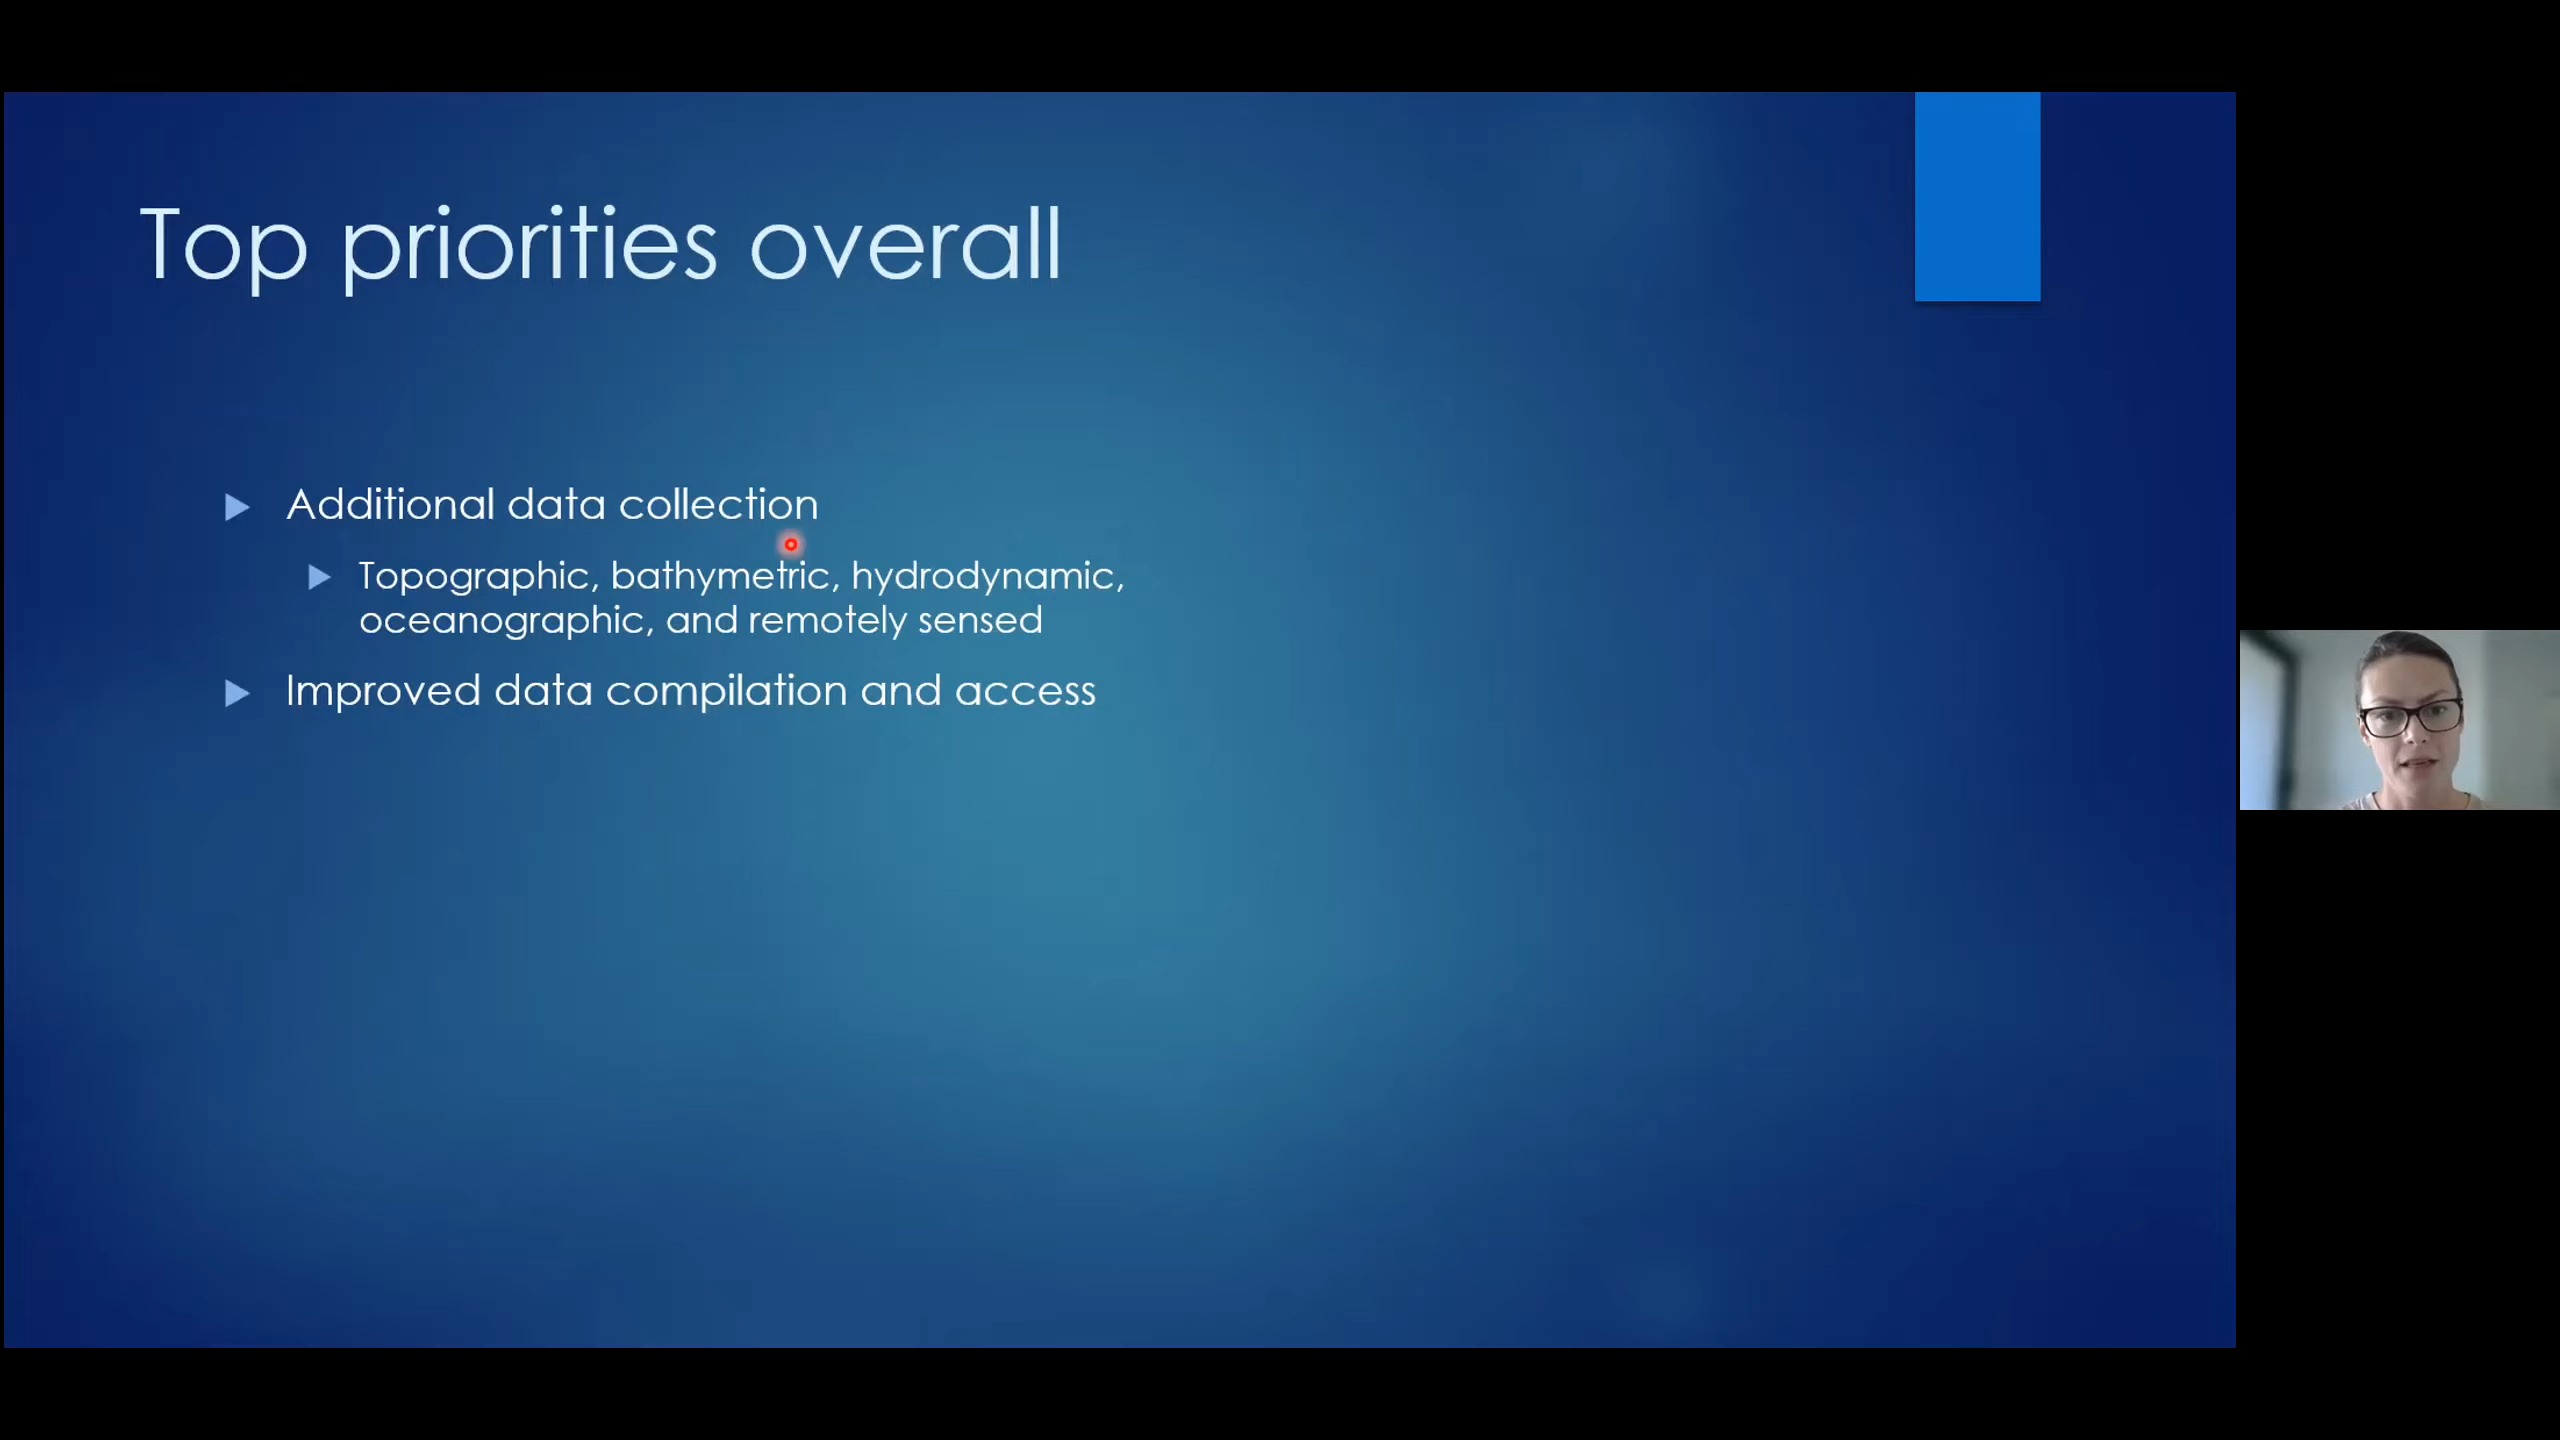 Top priorities overall
Additional data collection
Topographic, bathymetric, hydrodynamic,
oceanographic, and remotely sensed
Improved data compilation and access